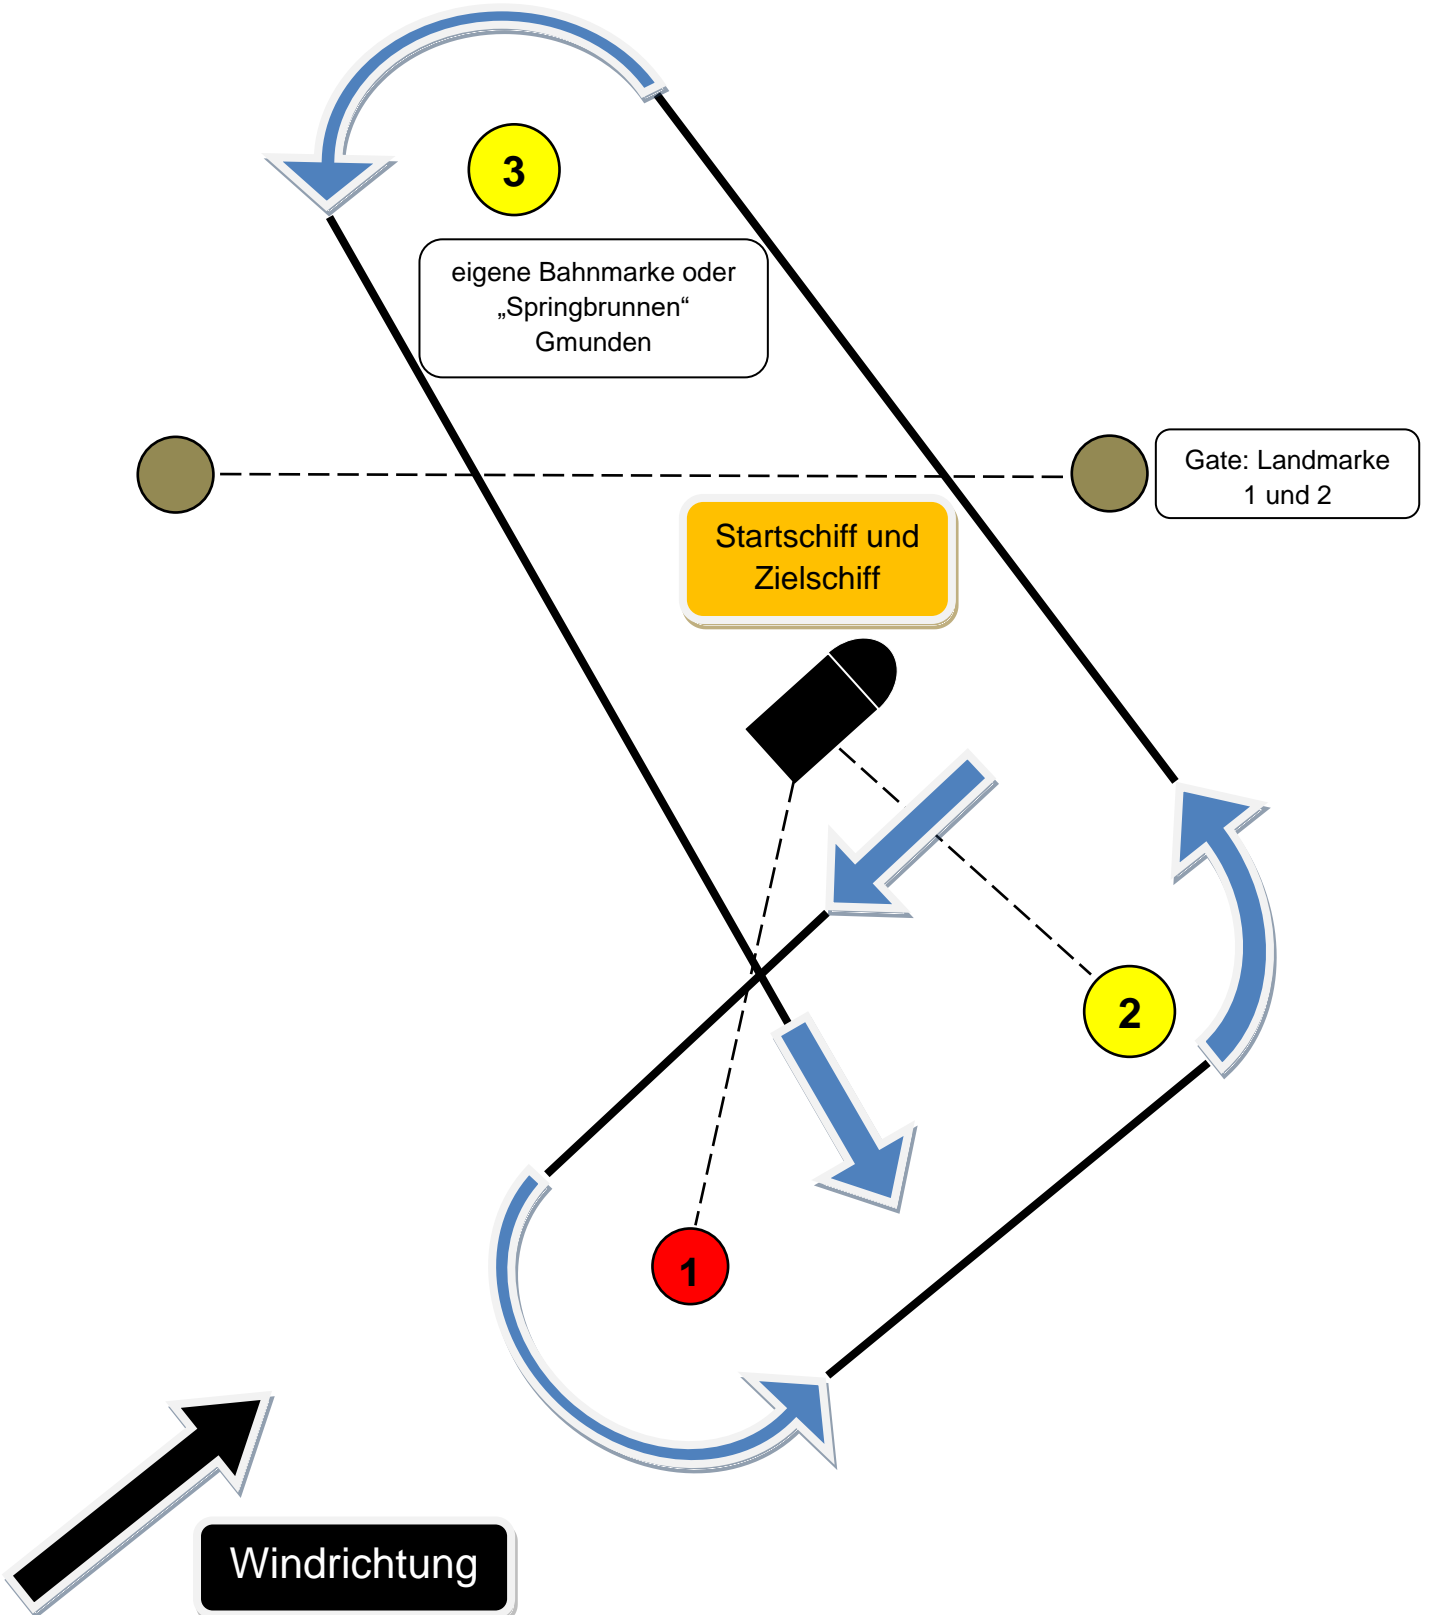 3
eigene Bahnmarke oder
„Springbrunnen“
Gmunden
Gate: Landmarke
1 und 2
Startschiff und
Zielschiff
2
1
Windrichtung